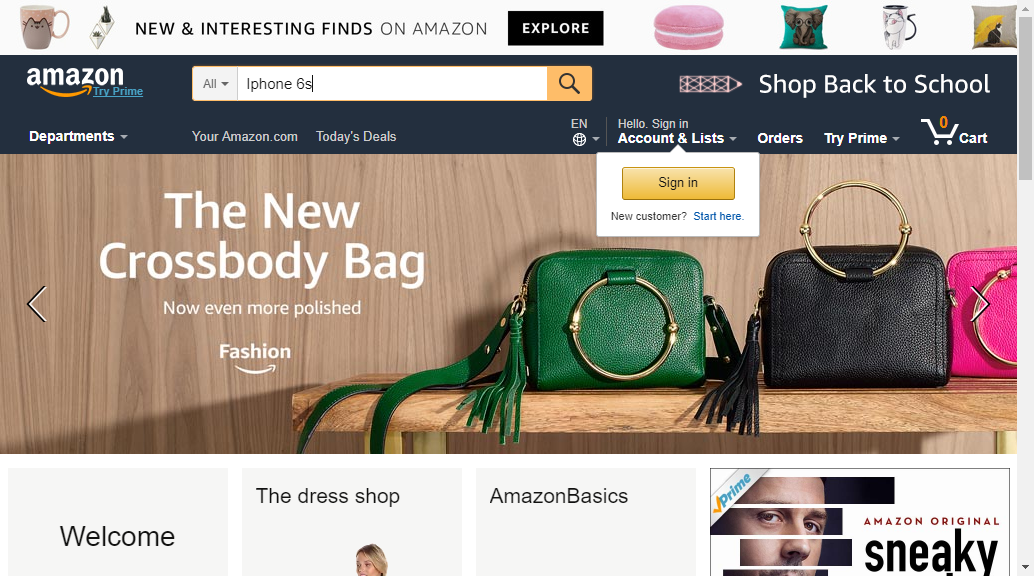 NEW & INTERESTING FINDS ON AMAZON
EXPLORE
amazon
Try Prime
All
Iphone 6s
Shop Back to School
Departments
Your Amazon.com
Today's Deals
EN
Hello. Sign in
Account & Lists
Orders
Try Prime
0
Cart
Sign in
New customer? Start here.
The New
Crossbody Bag
Now even more polished
Fashion
Welcome
The dress shop
AmazonBasics
Prime
AMAZON ORIGINAL
sneaky